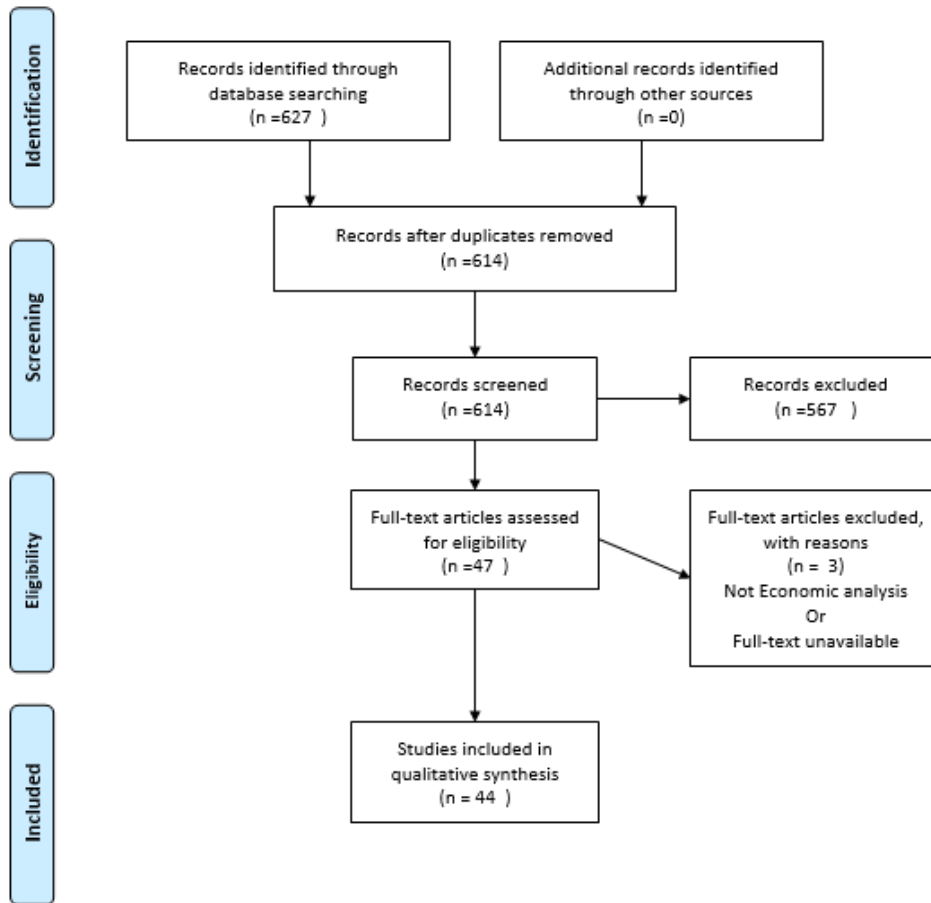 Identification
Records identified through
database searching
(n =627  )
Additional records identified
through other sources
(n =0)
Records after duplicates removed
(n =614)
Screening
Records screened
(n =614)
Records excluded
(n =567  )
Eligibility
Full-text articles assessed
for eligibility
(n =47  )
Full-text articles excluded,
with reasons
(n =  3)
Not Economic analysis
Or
Full-text unavailable
Included
Studies included in
qualitative synthesis
(n = 44  )